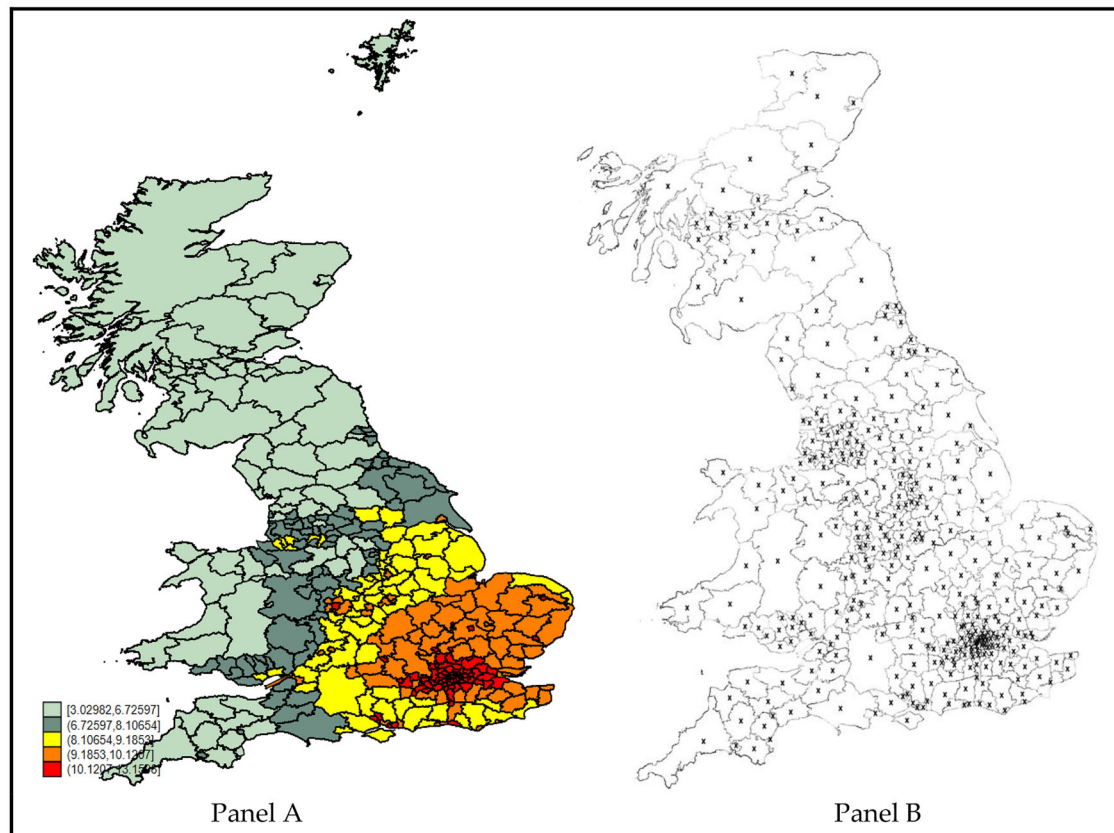 [3.02982,6.72597]
(6.72597,8.10654]
(8.10654,9.1853]
(9.1853,10.1207]
Panel A
Panel B